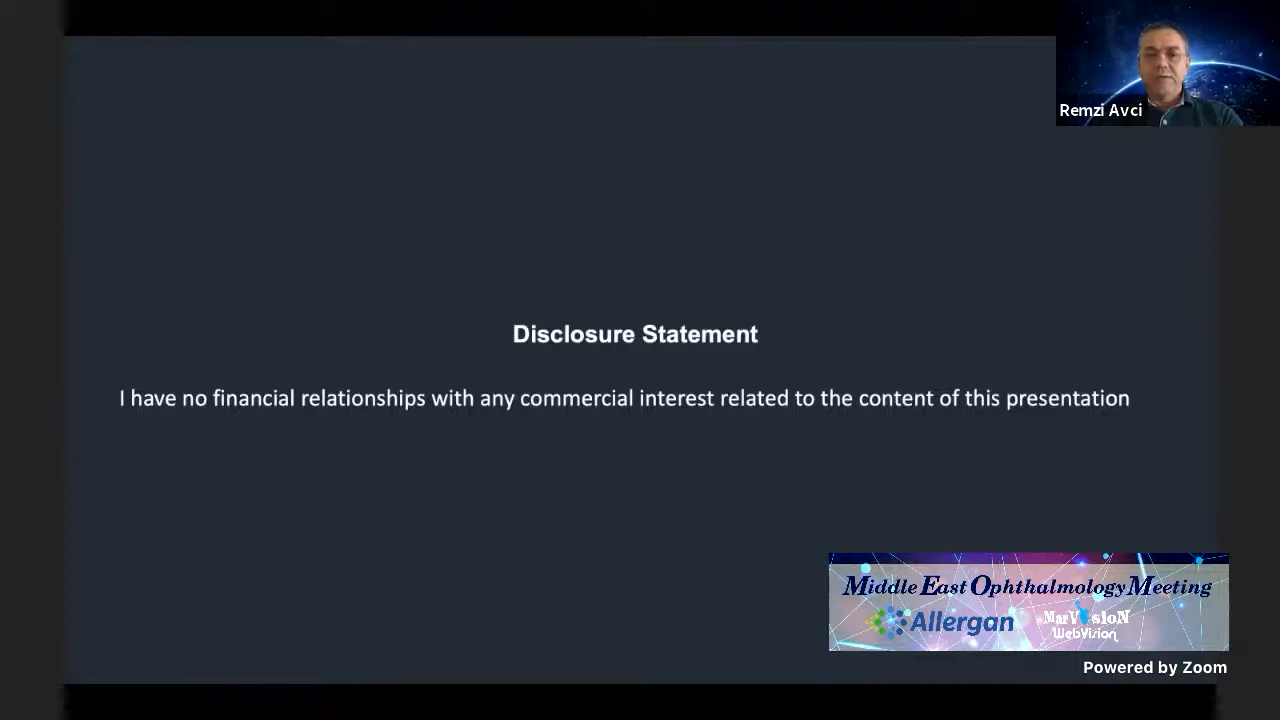 Remzi Avci
Disclosure Statement
I have no financial relationships with any commercial interest related to the content of this presentation
Middle East Ophthalmology Meeting
Allergan
MarVisioN
WebVision
Powered by Zoom